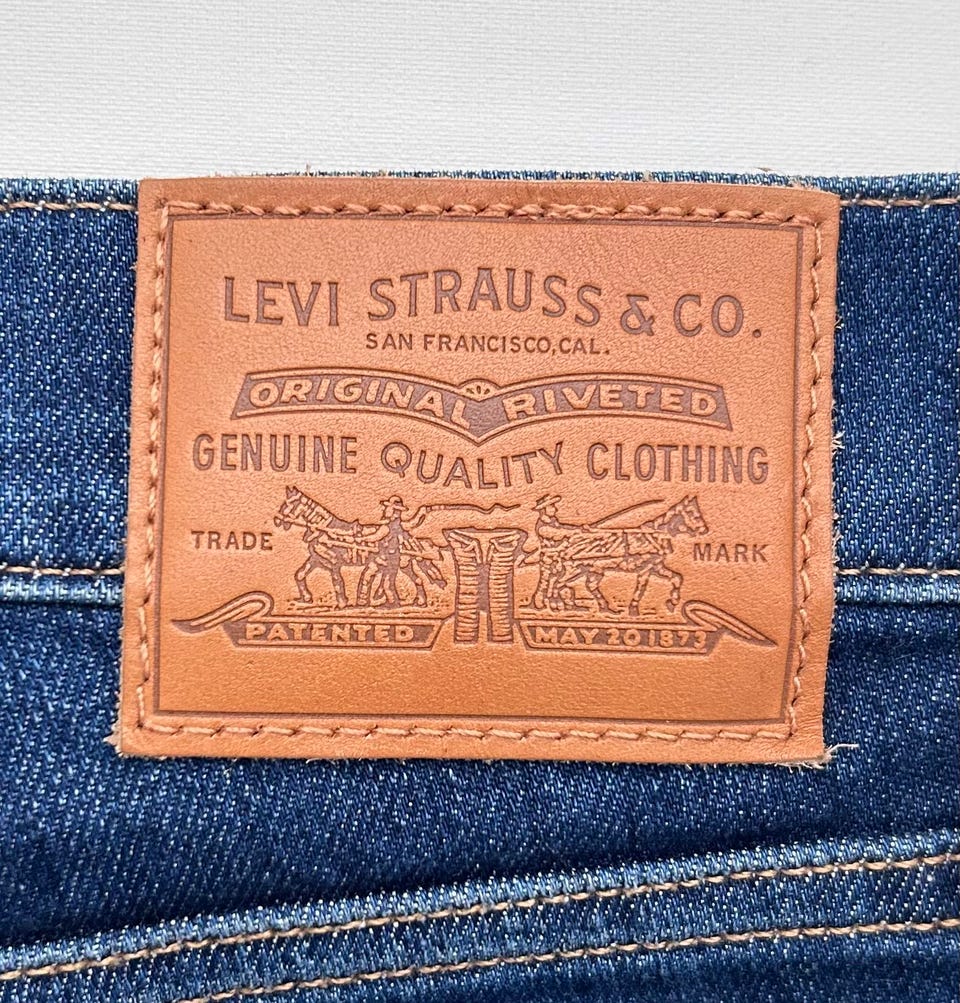 LEVI STRAUSS & CO.
SAN FRANCISCO, CAL.
ORIGINAL RIVETED
GENUINE QUALITY CLOTHING
TRADE MARK
PATENTED MAY 20 1873